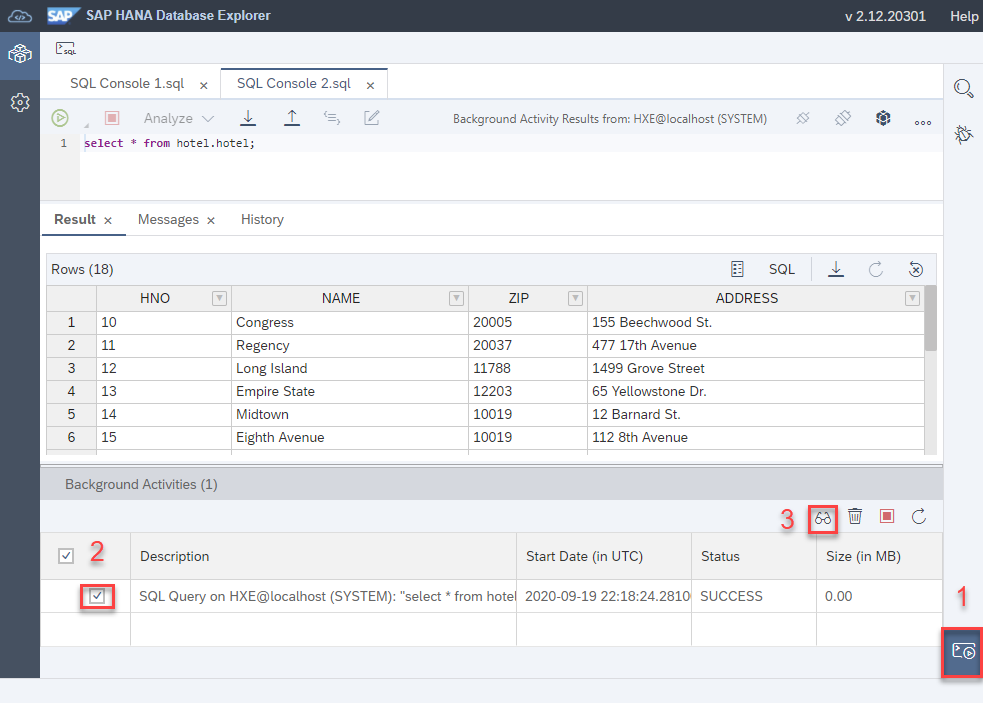 SAP SAP HANA Database Explorer v 2.12.20301 Help
SQL
SQL Console 1.sql × SQL Console 2.sql ×
Analyze Background Activity Results from: HXE@localhost (SYSTEM)
1 select * from hotel.hotel;
Result × Messages × History
Rows (18) SQL
HNO NAME ZIP ADDRESS
1 10 Congress 20005 155 Beechwood St.
2 11 Regency 20037 477 17th Avenue
3 12 Long Island 11788 1499 Grove Street
4 13 Empire State 12203 65 Yellowstone Dr.
5 14 Midtown 10019 12 Barnard St.
6 15 Eighth Avenue 10019 112 8th Avenue
Background Activities (1)
3
2 Description Start Date (in UTC) Status Size (in MB)
SQL Query on HXE@localhost (SYSTEM): "select * from hotel 2020-09-19 22:18:24.2810 SUCCESS 0.00
1